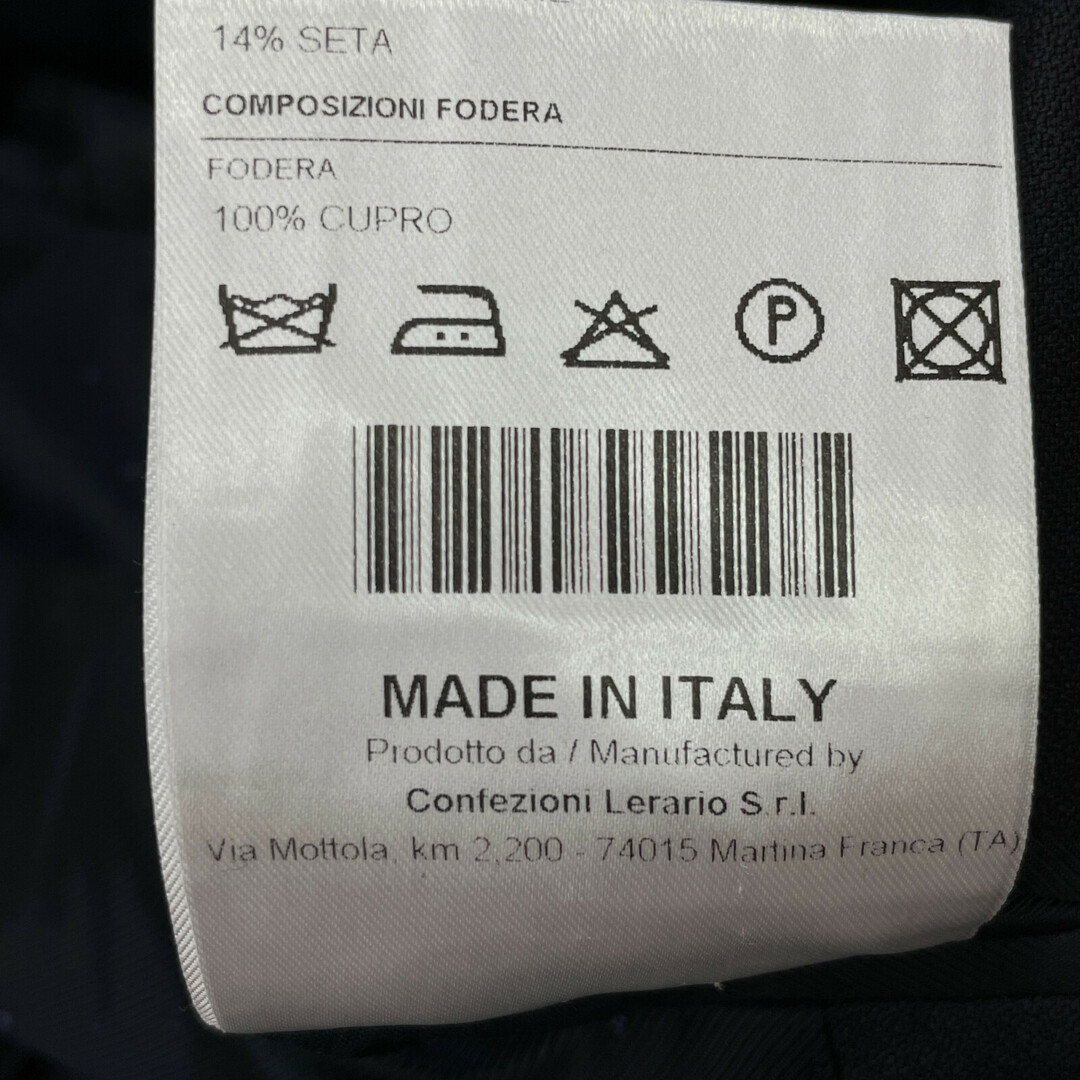 14% SETA
COMPOSIZIONI FODERA
FODERA
100% CUPRO
P
MADE IN ITALY
Prodotto da / Manufactured by
Confezioni Lerario S.r.l.
Via Mottola, km 2,200 - 74015 Martina Franca (TA)